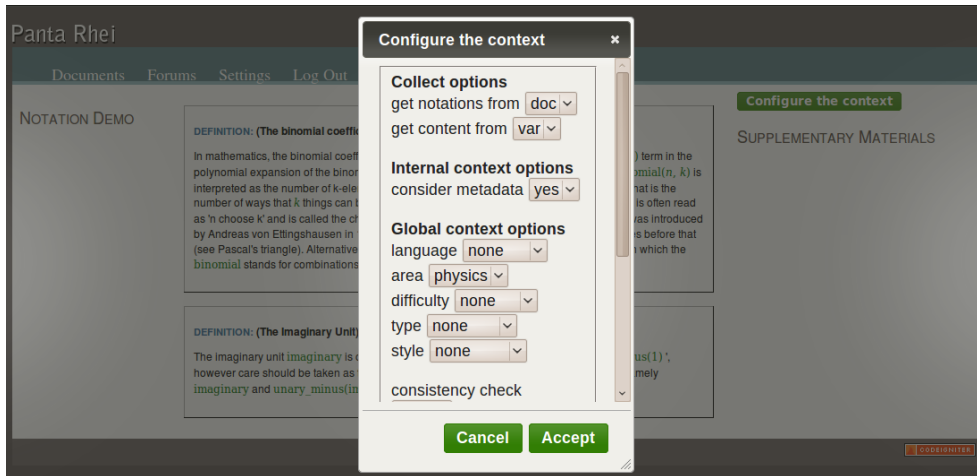 Panta Rhei
Documents Forums Settings Log Out
NOTATION DEMO
DEFINITION: (The binomial coeffic
In mathematics, the binomial coeff
polynomial expansion of the binor
interpreted as the number of k-ele
number of ways that k things can b
as 'n choose k' and is called the ch
by Andreas von Ettingshausen in
(see Pascal's triangle). Alternative
binomial stands for combinations
) term in the
omial(n, k) is
hat is the
is often read
was introduced
s before that
n which the
DEFINITION: (The Imaginary Unit)
The imaginary unit imaginary is
however care should be taken as
imaginary and unary_minus(in
us(1) ',
mely
Configure the context
×
Collect options
get notations from doc
get content from var
Internal context options
consider metadata yes
Global context options
language none
area physics
difficulty none
type none
style none
consistency check
Cancel Accept
Configure the context
SUPPLEMENTARY MATERIALS
CODEIGNITER